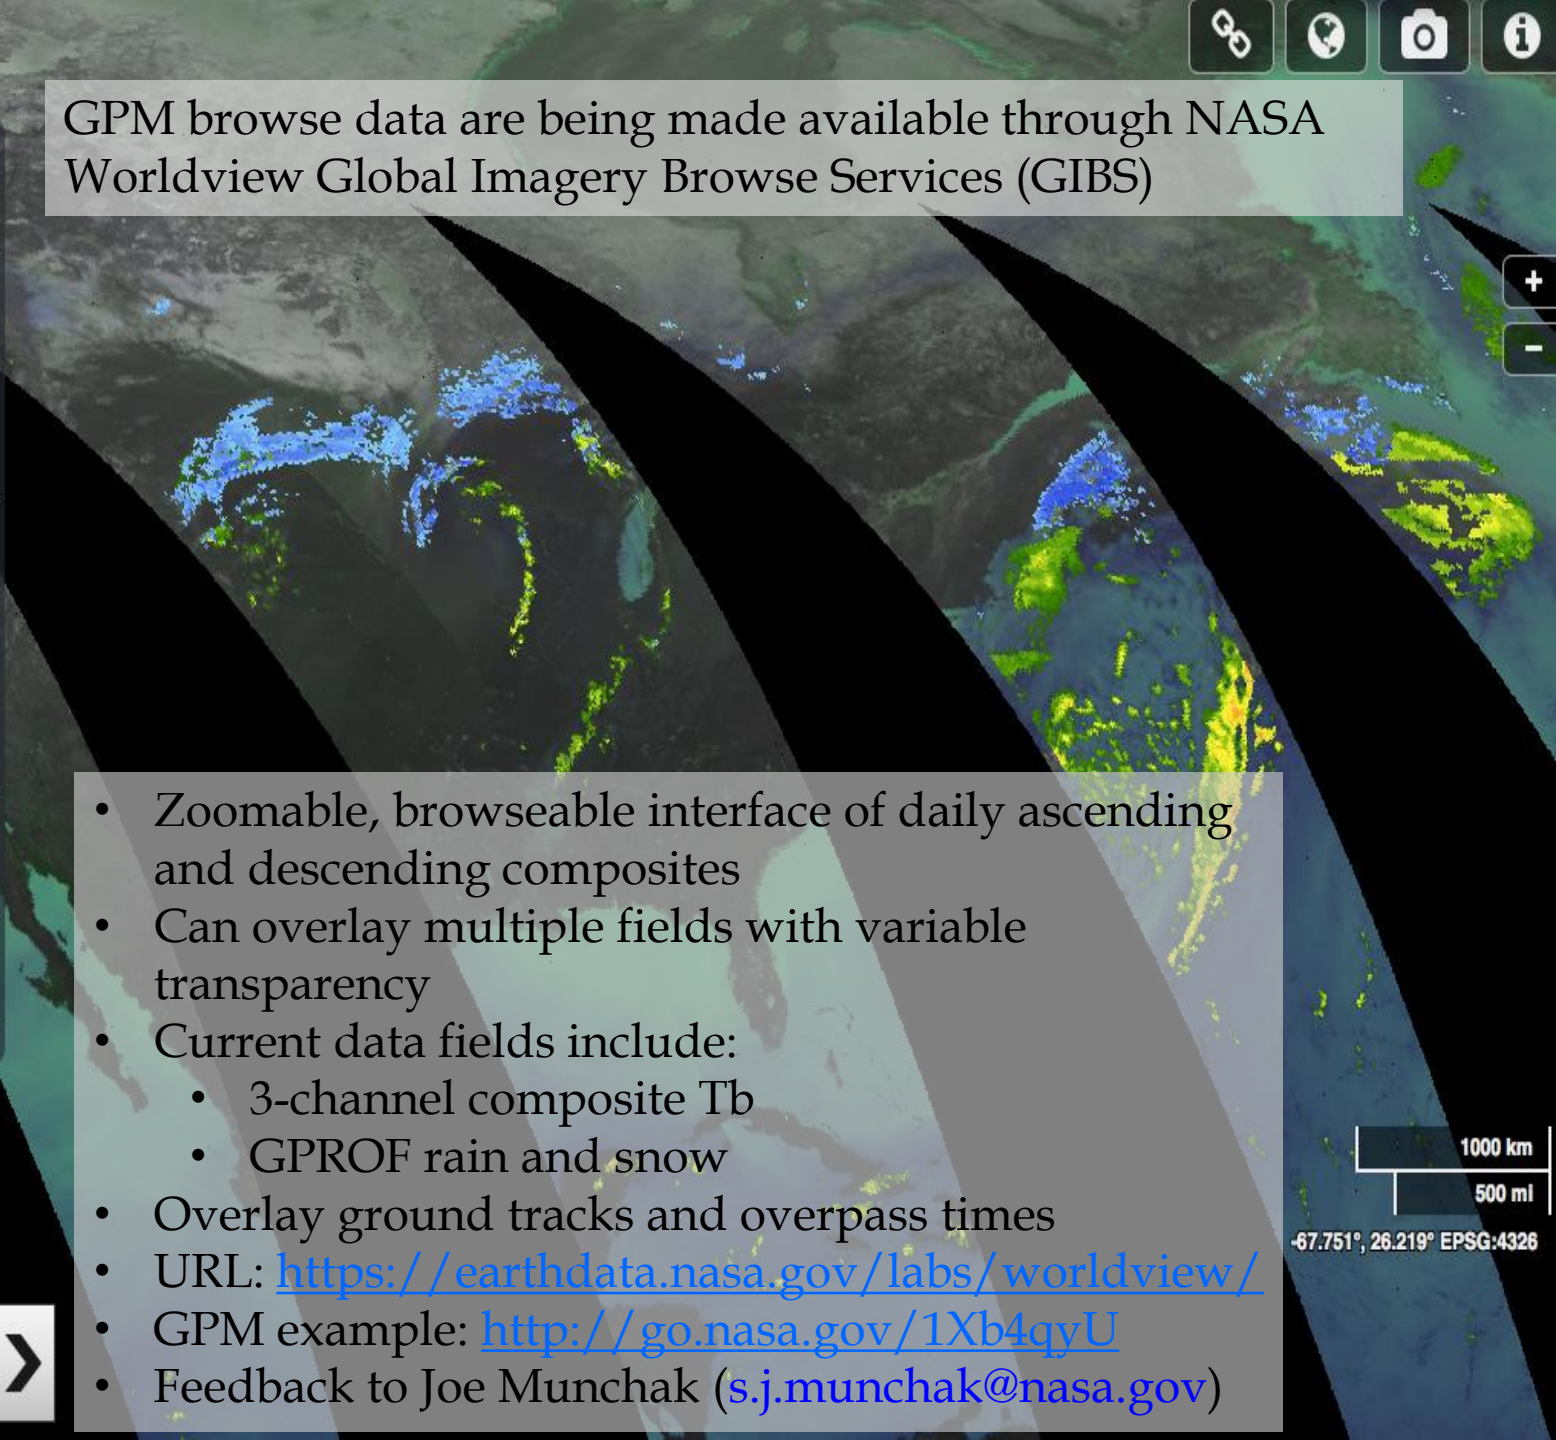 GPM browse data are being made available through NASA
Worldview Global Imagery Browse Services (GIBS)
+
-
• Zoomable, browseable interface of daily ascending
and descending composites
• Can overlay multiple fields with variable
transparency
• Current data fields include:
• 3-channel composite Tb
• GPROF rain and snow
• Overlay ground tracks and overpass times
• URL: https://earthdata.nasa.gov/labs/worldview/
• GPM example: http://go.nasa.gov/1Xb4qyU
• Feedback to Joe Munchak (s.j.munchak@nasa.gov)
1000 km
500 mi
-67.751°, 26.219° EPSG:4326